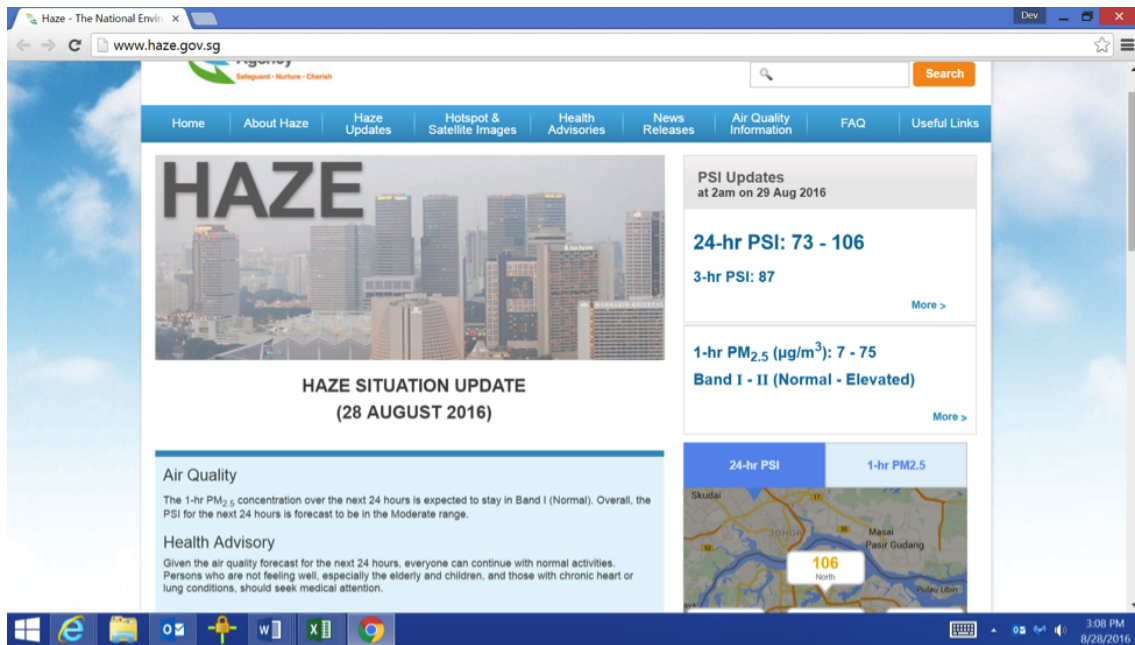 Haze - The National Enviro
Dev
www.haze.gov.sg
Agency
Safeguard - Nurture - Cherish
Search
Home
About Haze
Haze
Updates
Hotspot &
Satellite Images
Health
Advisories
News
Releases
Air Quality
Information
FAQ
Useful Links
HAZE
HAZE SITUATION UPDATE
(28 AUGUST 2016)
Air Quality
The 1-hr PM2.5 concentration over the next 24 hours is expected to stay in Band I (Normal). Overall, the
PSI for the next 24 hours is forecast to be in the Moderate range.
Health Advisory
Given the air quality forecast for the next 24 hours, everyone can continue with normal activities.
Persons who are not feeling well, especially the elderly and children, and those with chronic heart or
lung conditions, should seek medical attention.
PSI Updates
at 2am on 29 Aug 2016
24-hr PSI: 73 - 106
3-hr PSI: 87
More >
1-hr PM2.5 (µg/m3): 7 - 75
Band I - II (Normal - Elevated)
More >
24-hr PSI
1-hr PM2.5
Skudai
17
JOHOR
35
Masai
Pasir Gudang
52
106
North
Pulau Ubin
3:08 PM
8/28/2016